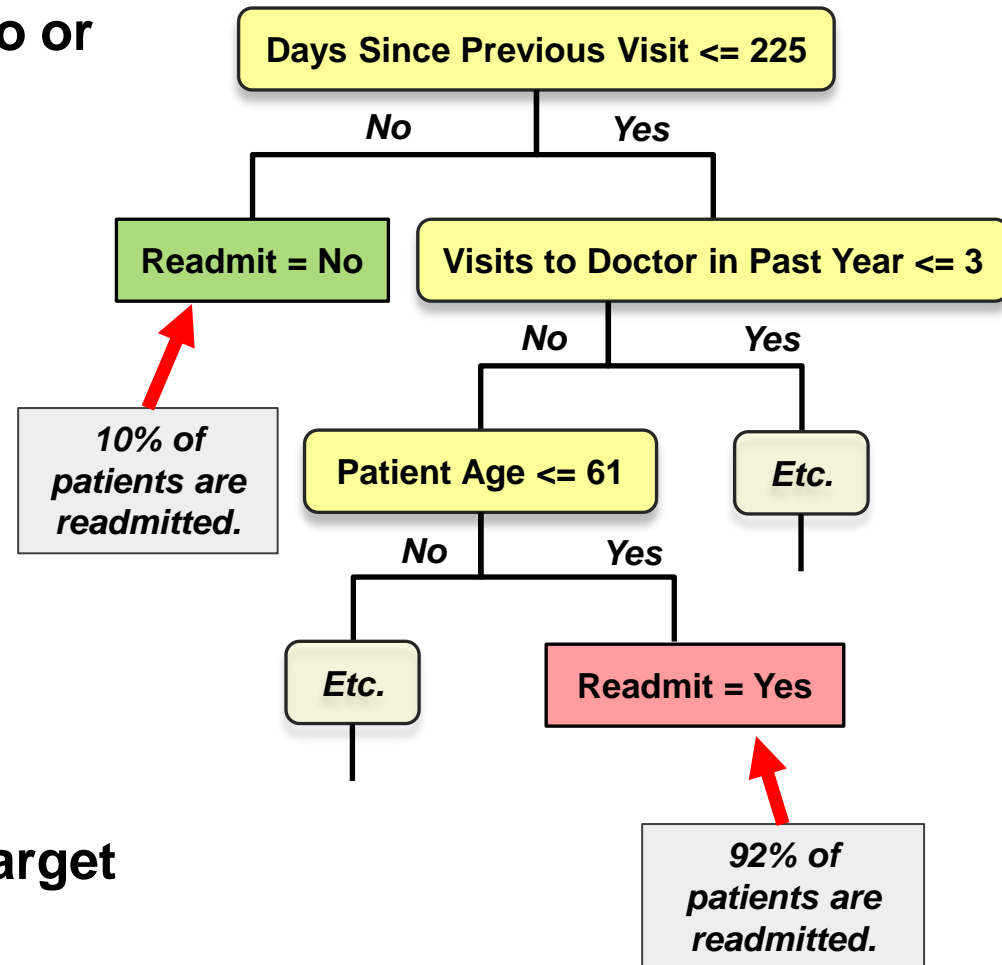 o or
Days Since Previous Visit <= 225
No
Yes
Readmit = No
Visits to Doctor in Past Year <= 3
No
Yes
10% of
patients are
readmitted.
Patient Age <= 61
Etc.
No
Yes
Etc.
Readmit = Yes
arget
92% of
patients are
readmitted.